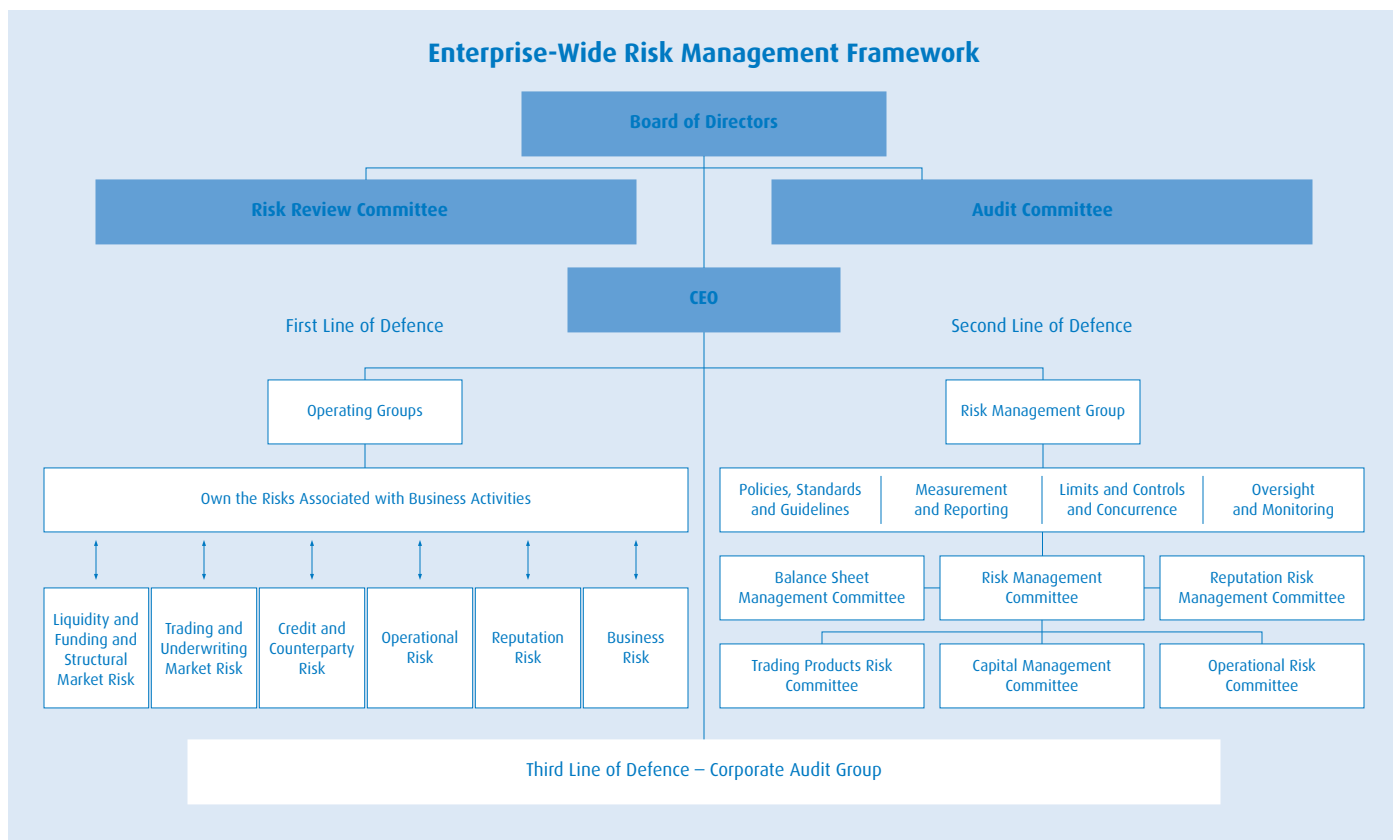 Enterprise-Wide Risk Management Framework
Board of Directors
Risk Review Committee
Audit Committee
CEO
First Line of Defence
Second Line of Defence
Operating Groups
Risk Management Group
Own the Risks Associated with Business Activities
Policies, Standards
and Guidelines
Measurement
and Reporting
Limits and Controls
and Concurrence
Oversight
and Monitoring
Liquidity and
Funding and
Structural
Market Risk
Trading and
Underwriting
Market Risk
Credit and
Counterparty
Risk
Operational
Risk
Reputation
Risk
Business
Risk
Balance Sheet
Management Committee
Risk Management
Committee
Reputation Risk
Management Committee
Trading Products Risk
Committee
Capital Management
Committee
Operational Risk
Committee
Third Line of Defence – Corporate Audit Group